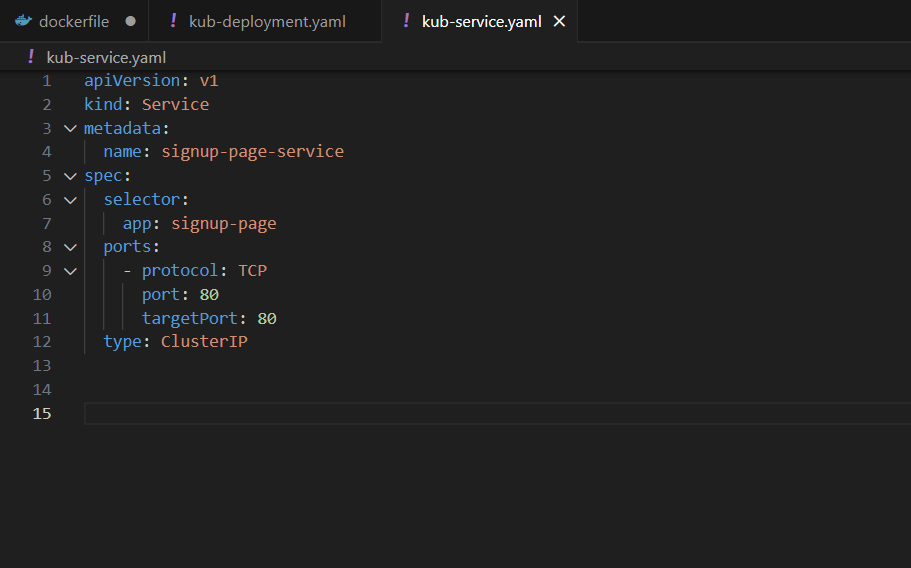 dockerfile ● ! kub-deployment.yaml ! kub-service.yaml ×
! kub-service.yaml
1 apiVersion: v1
2 kind: Service
3 metadata:
4   name: signup-page-service
5 spec:
6   selector:
7     app: signup-page
8   ports:
9     - protocol: TCP
10       port: 80
11       targetPort: 80
12   type: ClusterIP
13
14
15